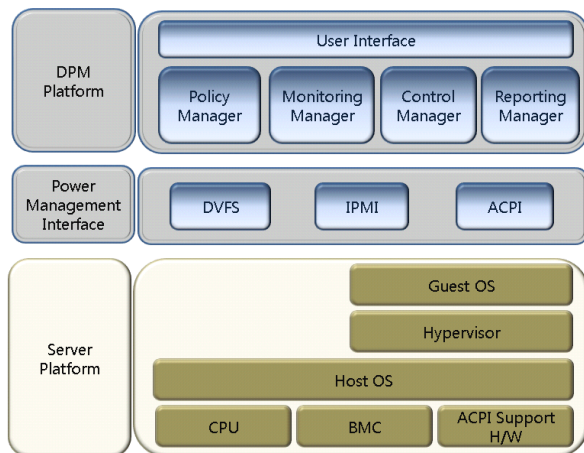 DPM
Platform
User Interface
Policy
Manager
Monitoring
Manager
Control
Manager
Reporting
Manager
Power
Management
Interface
DVFS
IPMI
ACPI
Server
Platform
Guest OS
Hypervisor
Host OS
CPU
BMC
ACPI Support
H/W